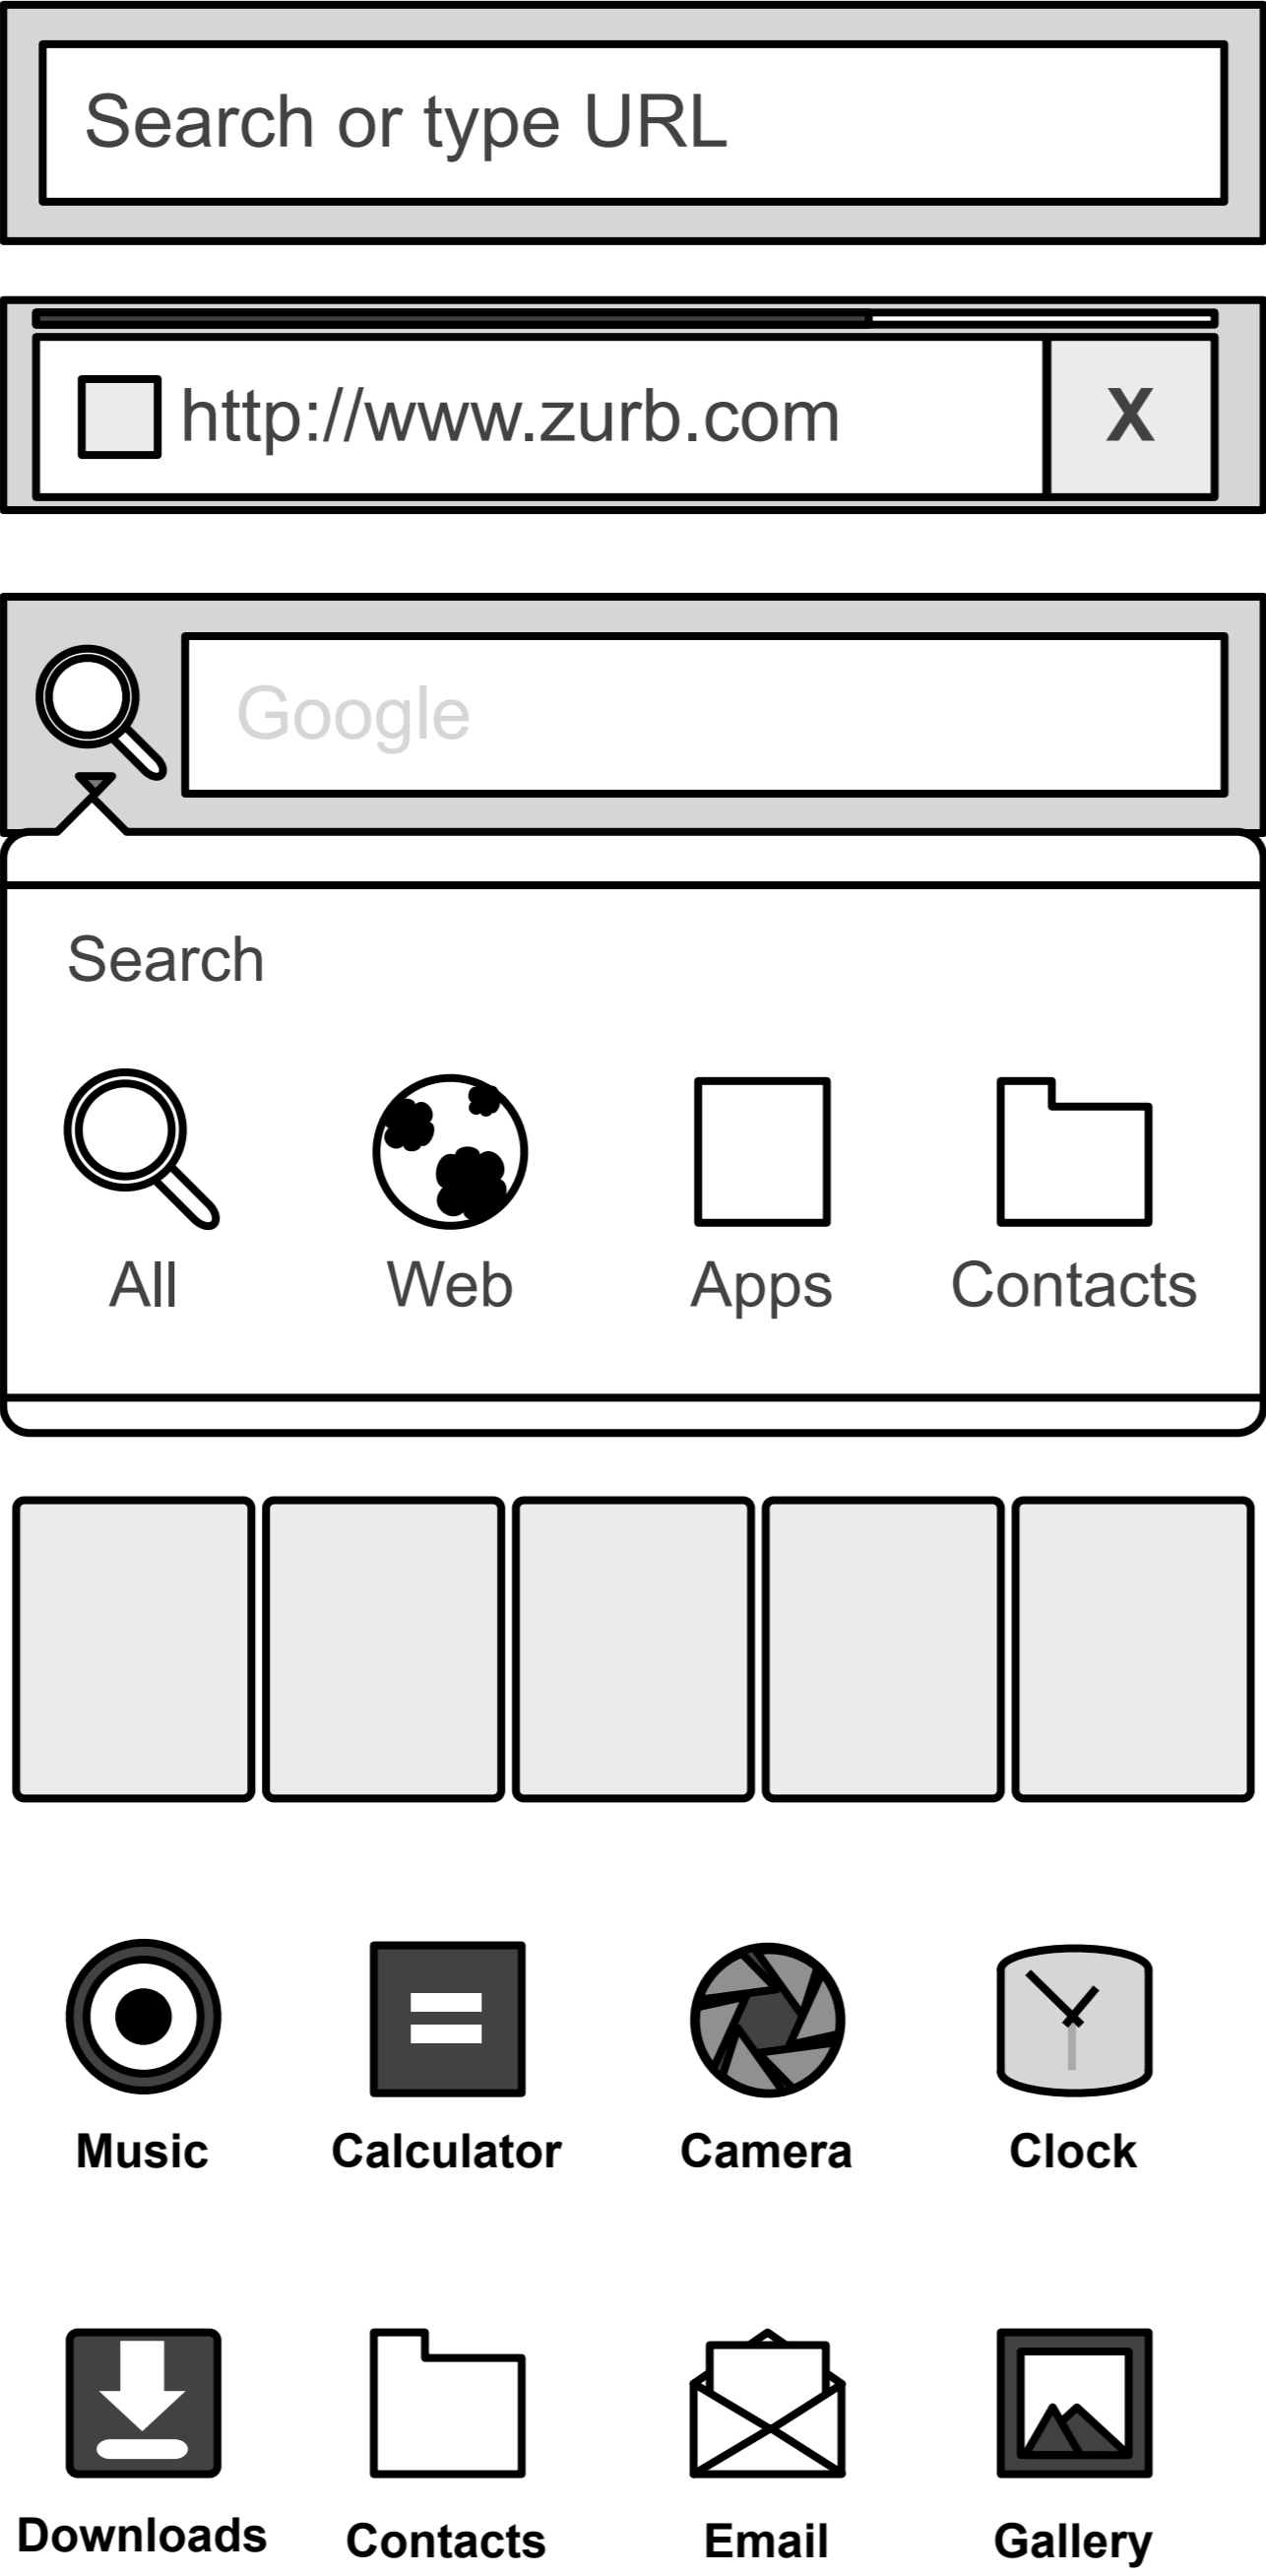 Search or type URL
http://www.zurb.com X
Google
Search
All Web Apps Contacts
Music Calculator Camera Clock
Downloads Contacts Email Gallery